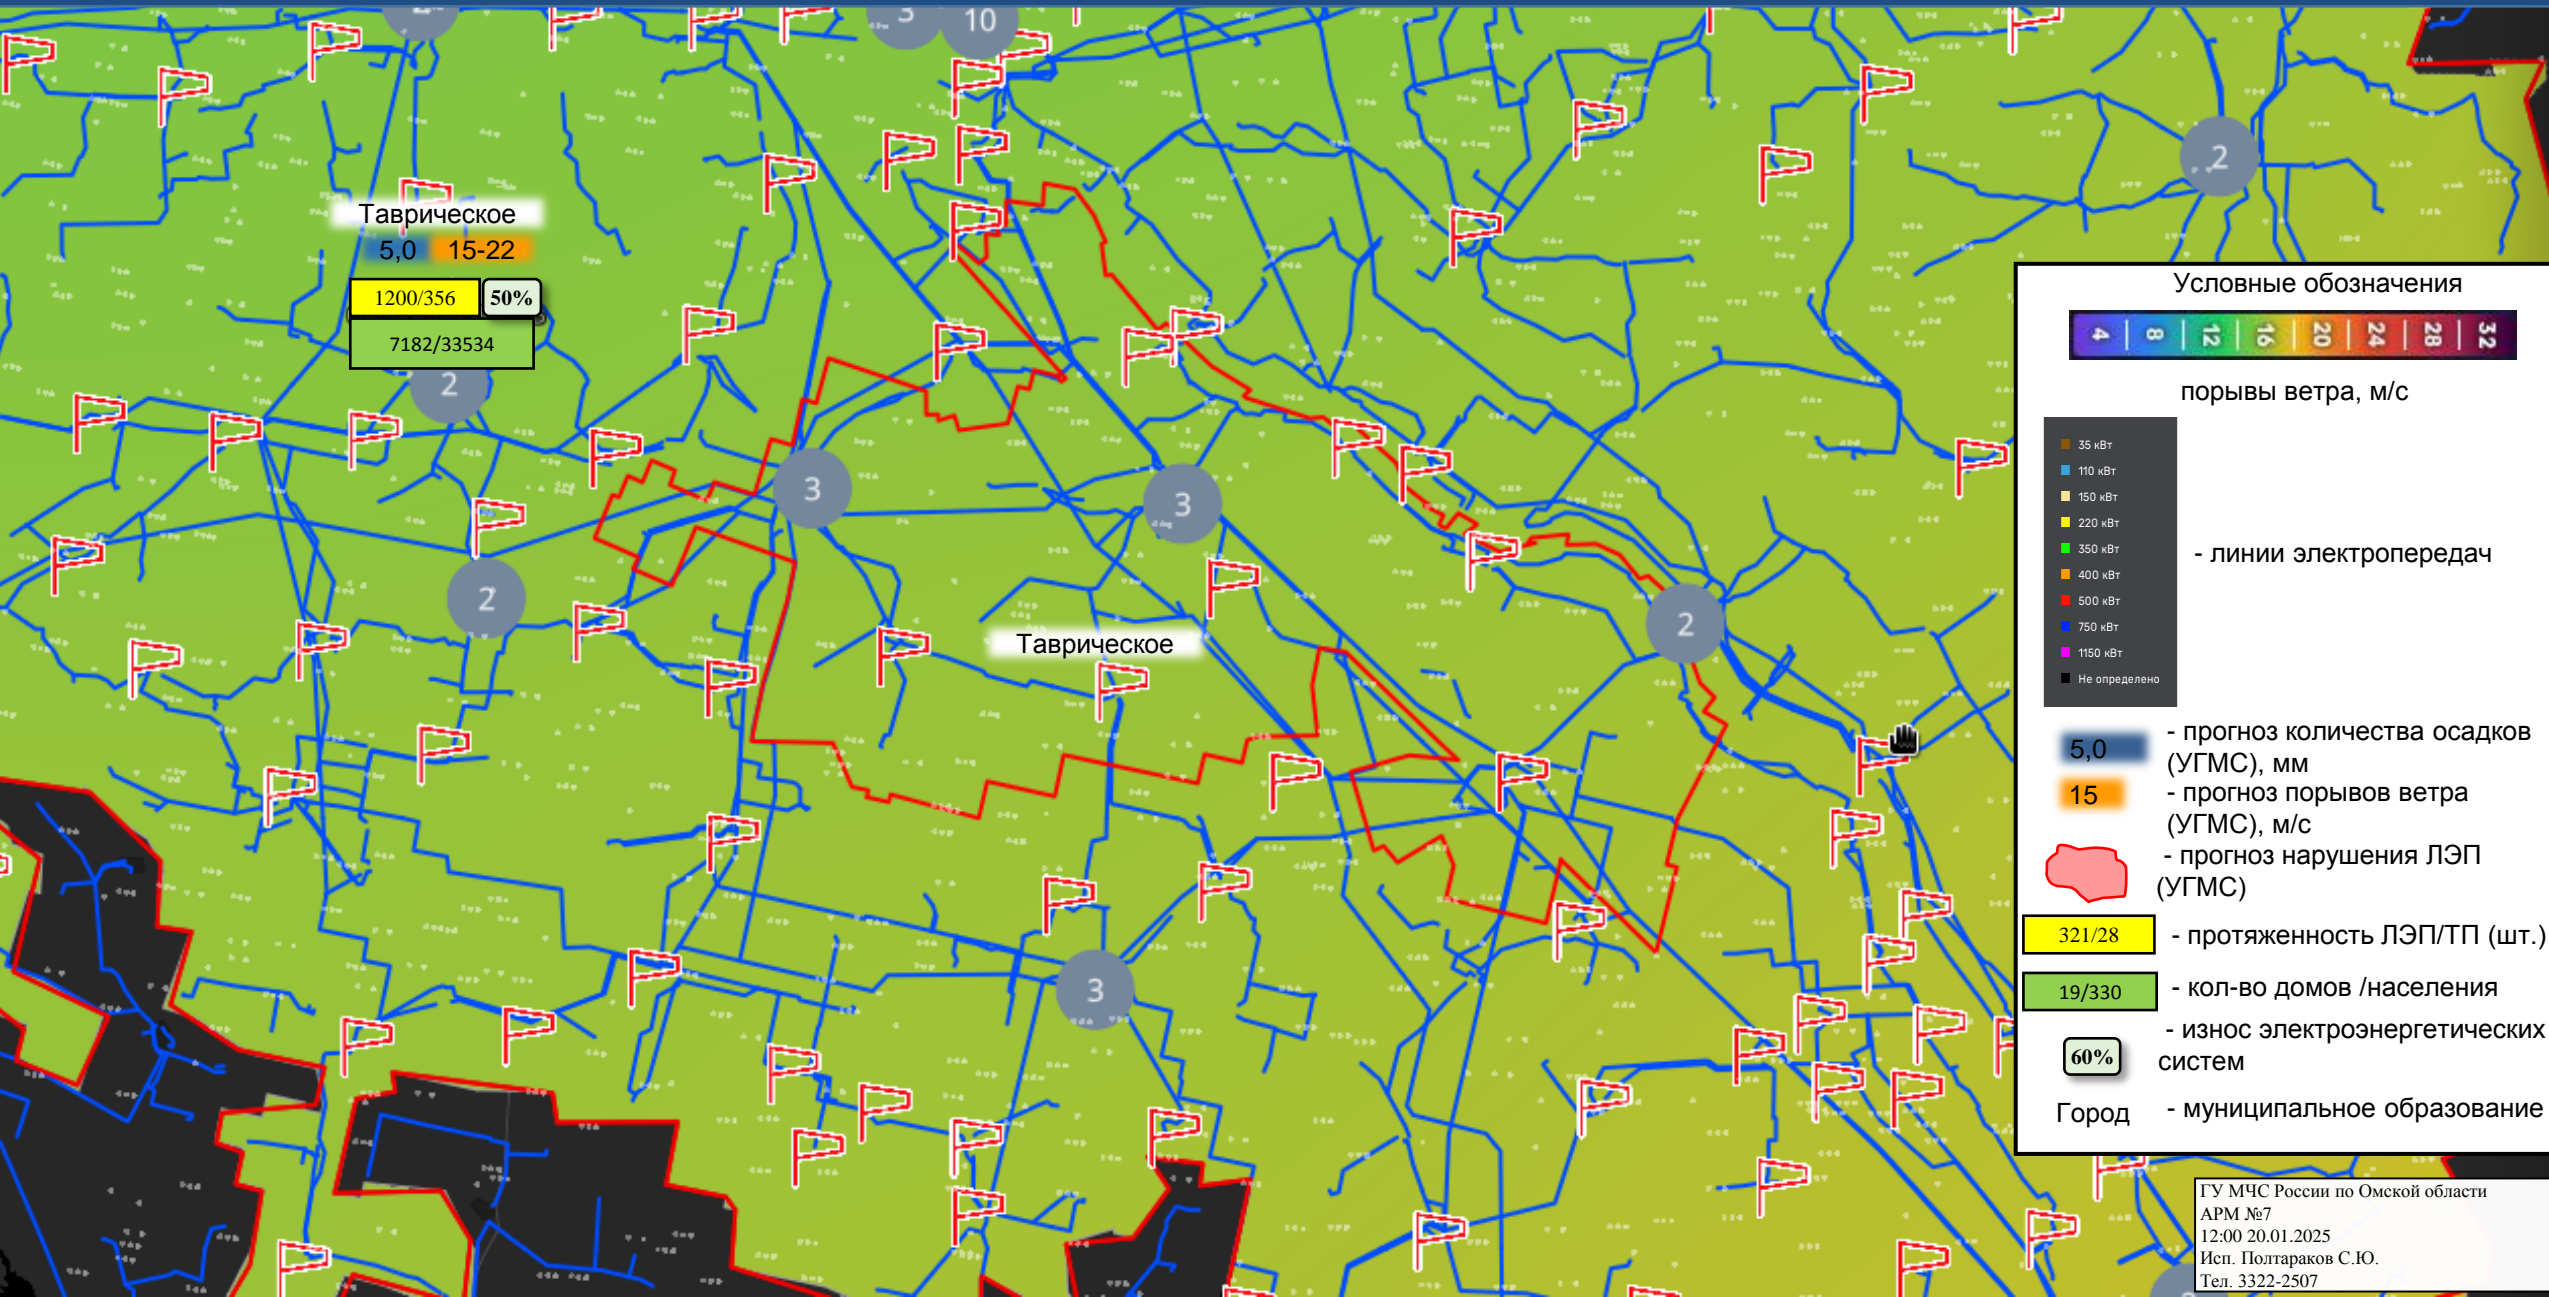 3
10
2
Таврическое
5,0 15-22
1200/356 50%
7182/33534
2
3
3
2
2
Таврическое
3
Условные обозначения
4 | 8 | 12 | 16 | 20 | 24 | 28 | 32
порывы ветра, м/с
35 кВт
110 кВт
150 кВт
220 кВт
350 кВт
400 кВт
500 кВт
750 кВт
1150 кВт
Не определено
- линии электропередач
5,0 - прогноз количества осадков
(УГМС), мм
15 - прогноз порывов ветра
(УГМС), м/с
- прогноз нарушения ЛЭП
(УГМС)
321/28 - протяженность ЛЭП/ТП (шт.)
19/330 - кол-во домов /населения
- износ электроэнергетических
60% систем
Город - муниципальное образование
ГУ МЧС России по Омской области
АРМ №7
12:00 20.01.2025
Исп. Полтараков С.Ю.
Тел. 3322-2507